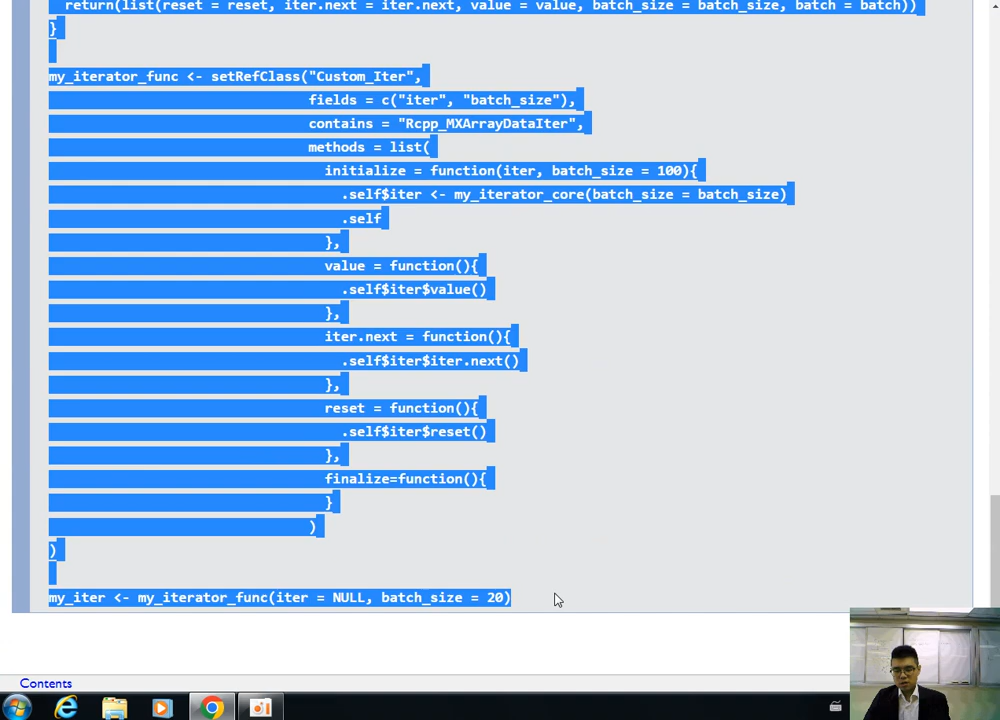 return(list(reset = reset, iter.next = iter.next, value = value, batch_size = batch_size, batch = batch))
}
my_iterator_func <- setRefClass("Custom_Iter",
fields = c("iter", "batch_size"),
contains = "Rcpp_MXArrayDataIter",
methods = list(
initialize = function(iter, batch_size = 100){
.self$iter <- my_iterator_core(batch_size = batch_size)
.self
},
value = function(){
.self$iter$value()
},
iter.next = function(){
.self$iter$iter.next()
},
reset = function(){
.self$iter$reset()
},
finalize=function(){
}
)
)
my_iter <- my_iterator_func(iter = NULL, batch_size = 20)
Contents